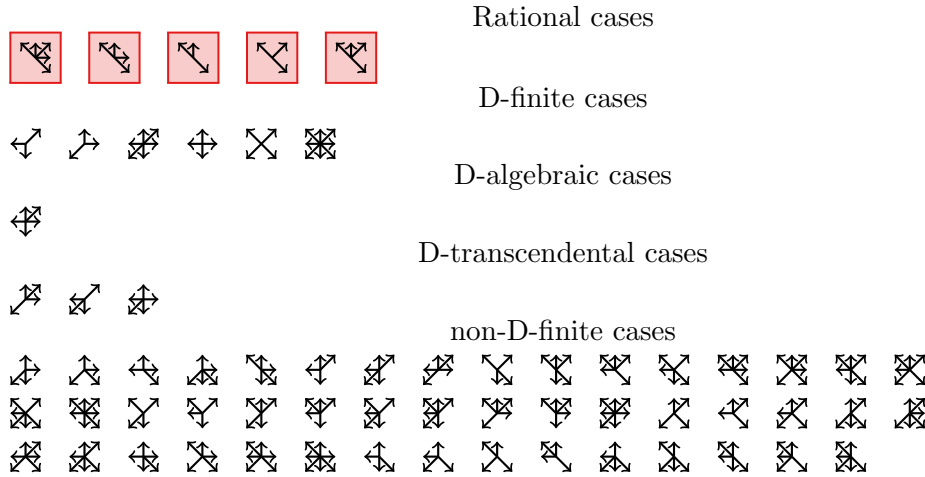 Rational cases
D-finite cases
D-algebraic cases
D-transcendental cases
non-D-finite cases